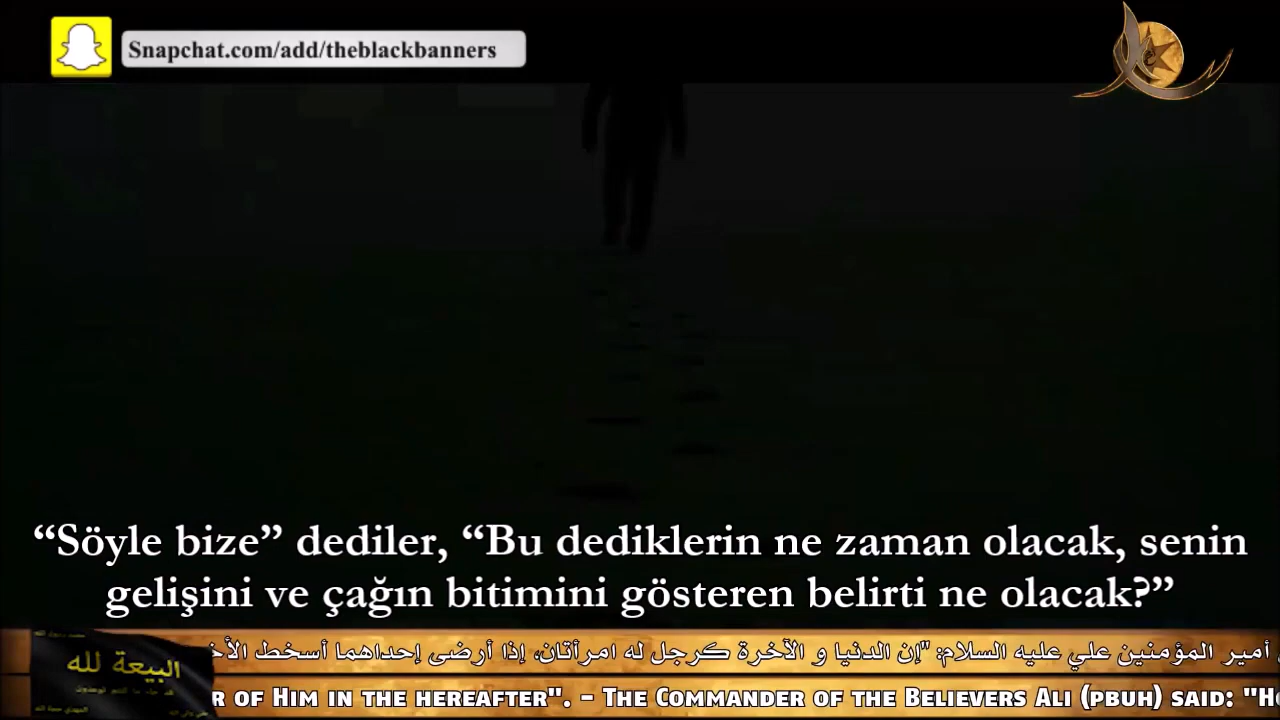 Snapchat.com/add/theblackbanners
“Söyle bize” dediler, “Bu dediklerin ne zaman olacak, senin
gelişini ve çağın bitimini gösteren belirti ne olacak?”
أمير المؤمنين علي عليه السلام: "إن الدنيا و الآخرة كرجل له امرأتان، إذا أرضى إحداهما أسخط الأخ
البيعة لله
r of Him in the hereafter". - The Commander of the Believers Ali (pbuh) said: "H